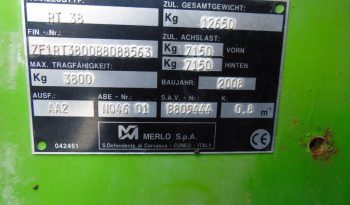 RT 38
ZUL. GESAMTGEWICHT:
Kg 12650
FIN - Nr.:
ZF1RT3800B8088563
ZUL. ACHSLAST:
Kg 7150 VORN
Kg 7150 HINTEN
MAX. TRAGFÄHIGKEIT:
Kg 3800
BAUJAHR: 2008
AUSF.: ABE - Nr.: S.A.V. - Nr.: K:
AA2 N046 01 B809444 0.8 m⁻¹
MERLO S.p.A.
S.Defendente di Cervasca - CUNEO - ITALY
CE
042461